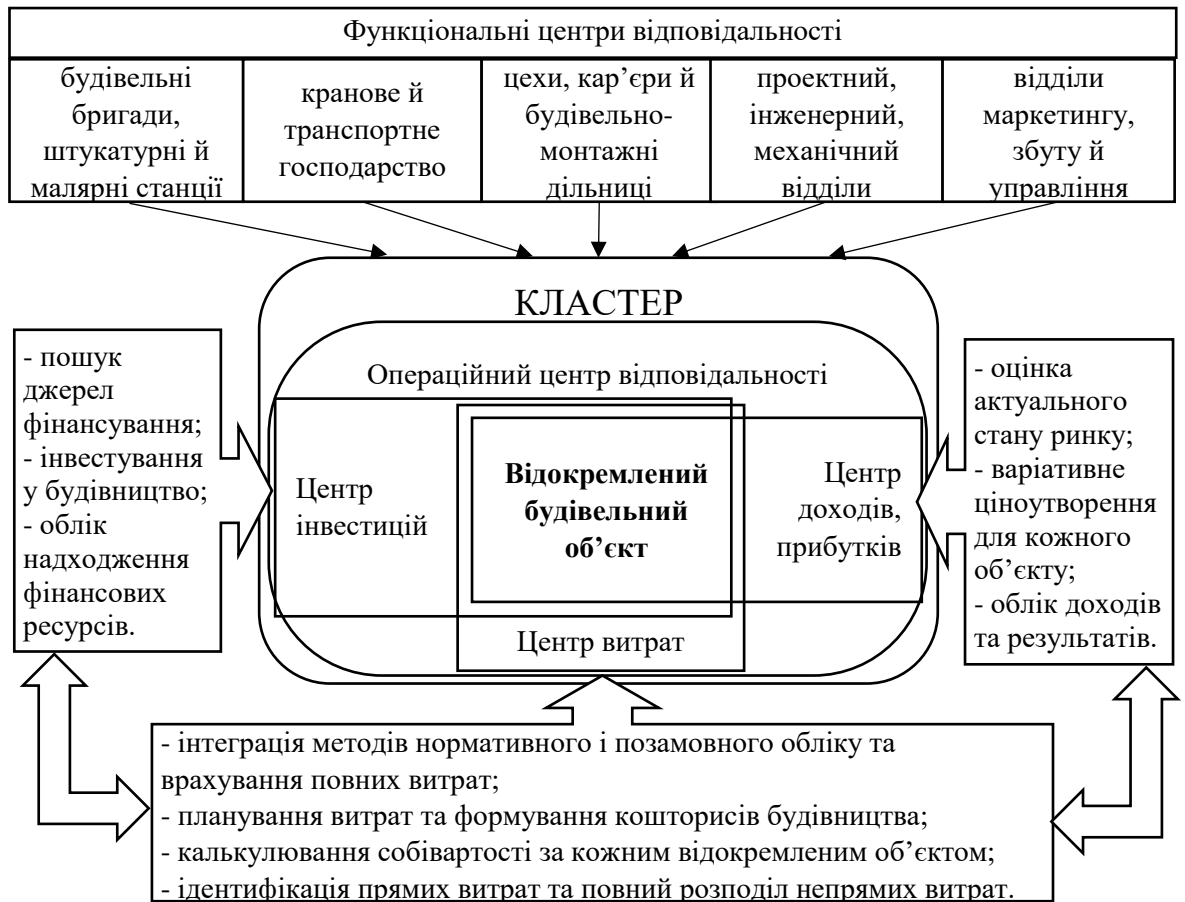 Функціональні центри відповідальності
будівельні
бригади,
штукатурні й
малярні станції
кранове й
транспортне
господарство
цехи, кар’єри й
будівельно-
монтажні
дільниці
проектний,
інженерний,
механічний
відділи
відділи
маркетингу,
збуту й
управління
КЛАСТЕР
Операційний центр відповідальності
- пошук
джерел
фінансування;
- інвестування
у будівництво;
- облік
надходження
фінансових
ресурсів.
Центр
інвестицій
Відокремлений
будівельний
об’єкт
Центр
доходів,
прибутків
Центр витрат
- оцінка
актуального
стану ринку;
- варіативне
ціноутворення
для кожного
об’єкту;
- облік доходів
та результатів.
- інтеграція методів нормативного і позамовного обліку та
врахування повних витрат;
- планування витрат та формування кошторисів будівництва;
- калькулювання собівартості за кожним відокремленим об’єктом;
- ідентифікація прямих витрат та повний розподіл непрямих витрат.